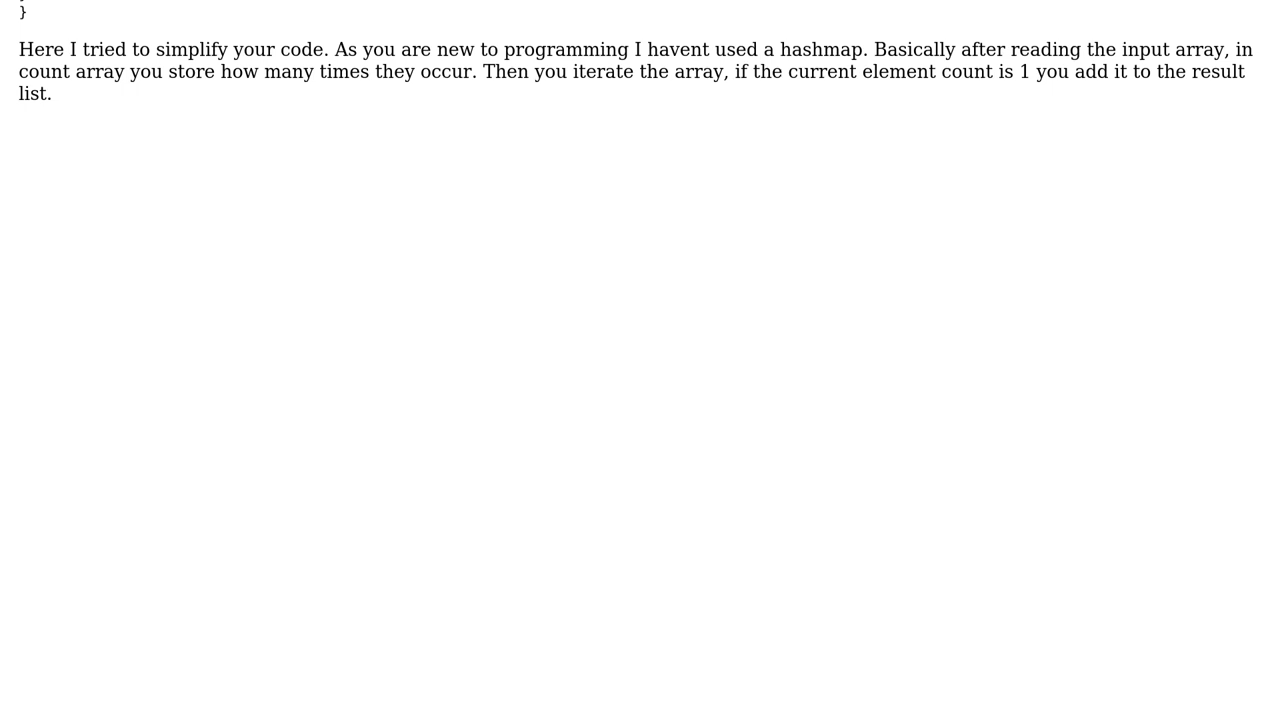 }
Here I tried to simplify your code. As you are new to programming I havent used a hashmap. Basically after reading the input array, in
count array you store how many times they occur. Then you iterate the array, if the current element count is 1 you add it to the result
list.